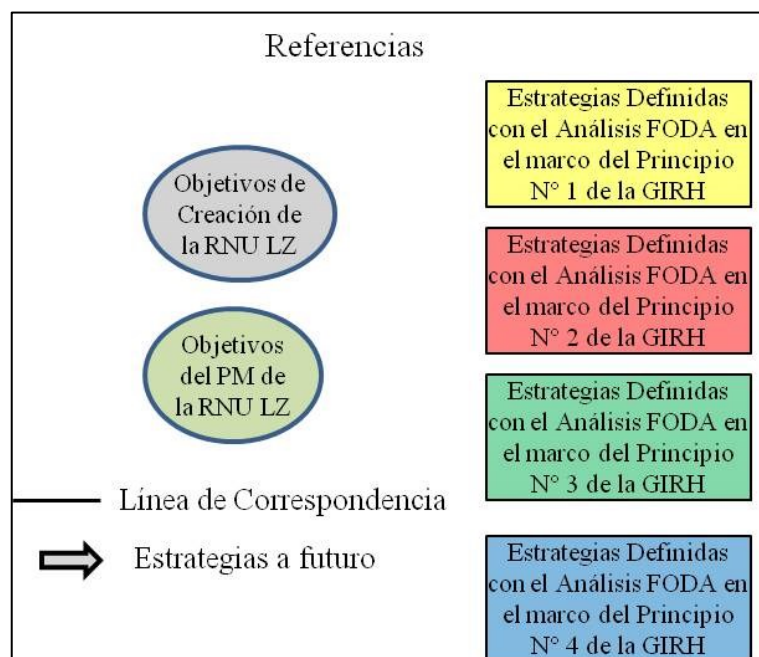 Referencias
Objetivos de
Creación de
la RNU LZ
Objetivos
del PM de
la RNU LZ
Línea de Correspondencia
Estrategias a futuro
Estrategias Definidas
con el Análisis FODA en
el marco del Principio
N° 1 de la GIRH
Estrategias Definidas
con el Análisis FODA en
el marco del Principio
N° 2 de la GIRH
Estrategias Definidas
con el Análisis FODA en
el marco del Principio
N° 3 de la GIRH
Estrategias Definidas
con el Análisis FODA en
el marco del Principio
N° 4 de la GIRH